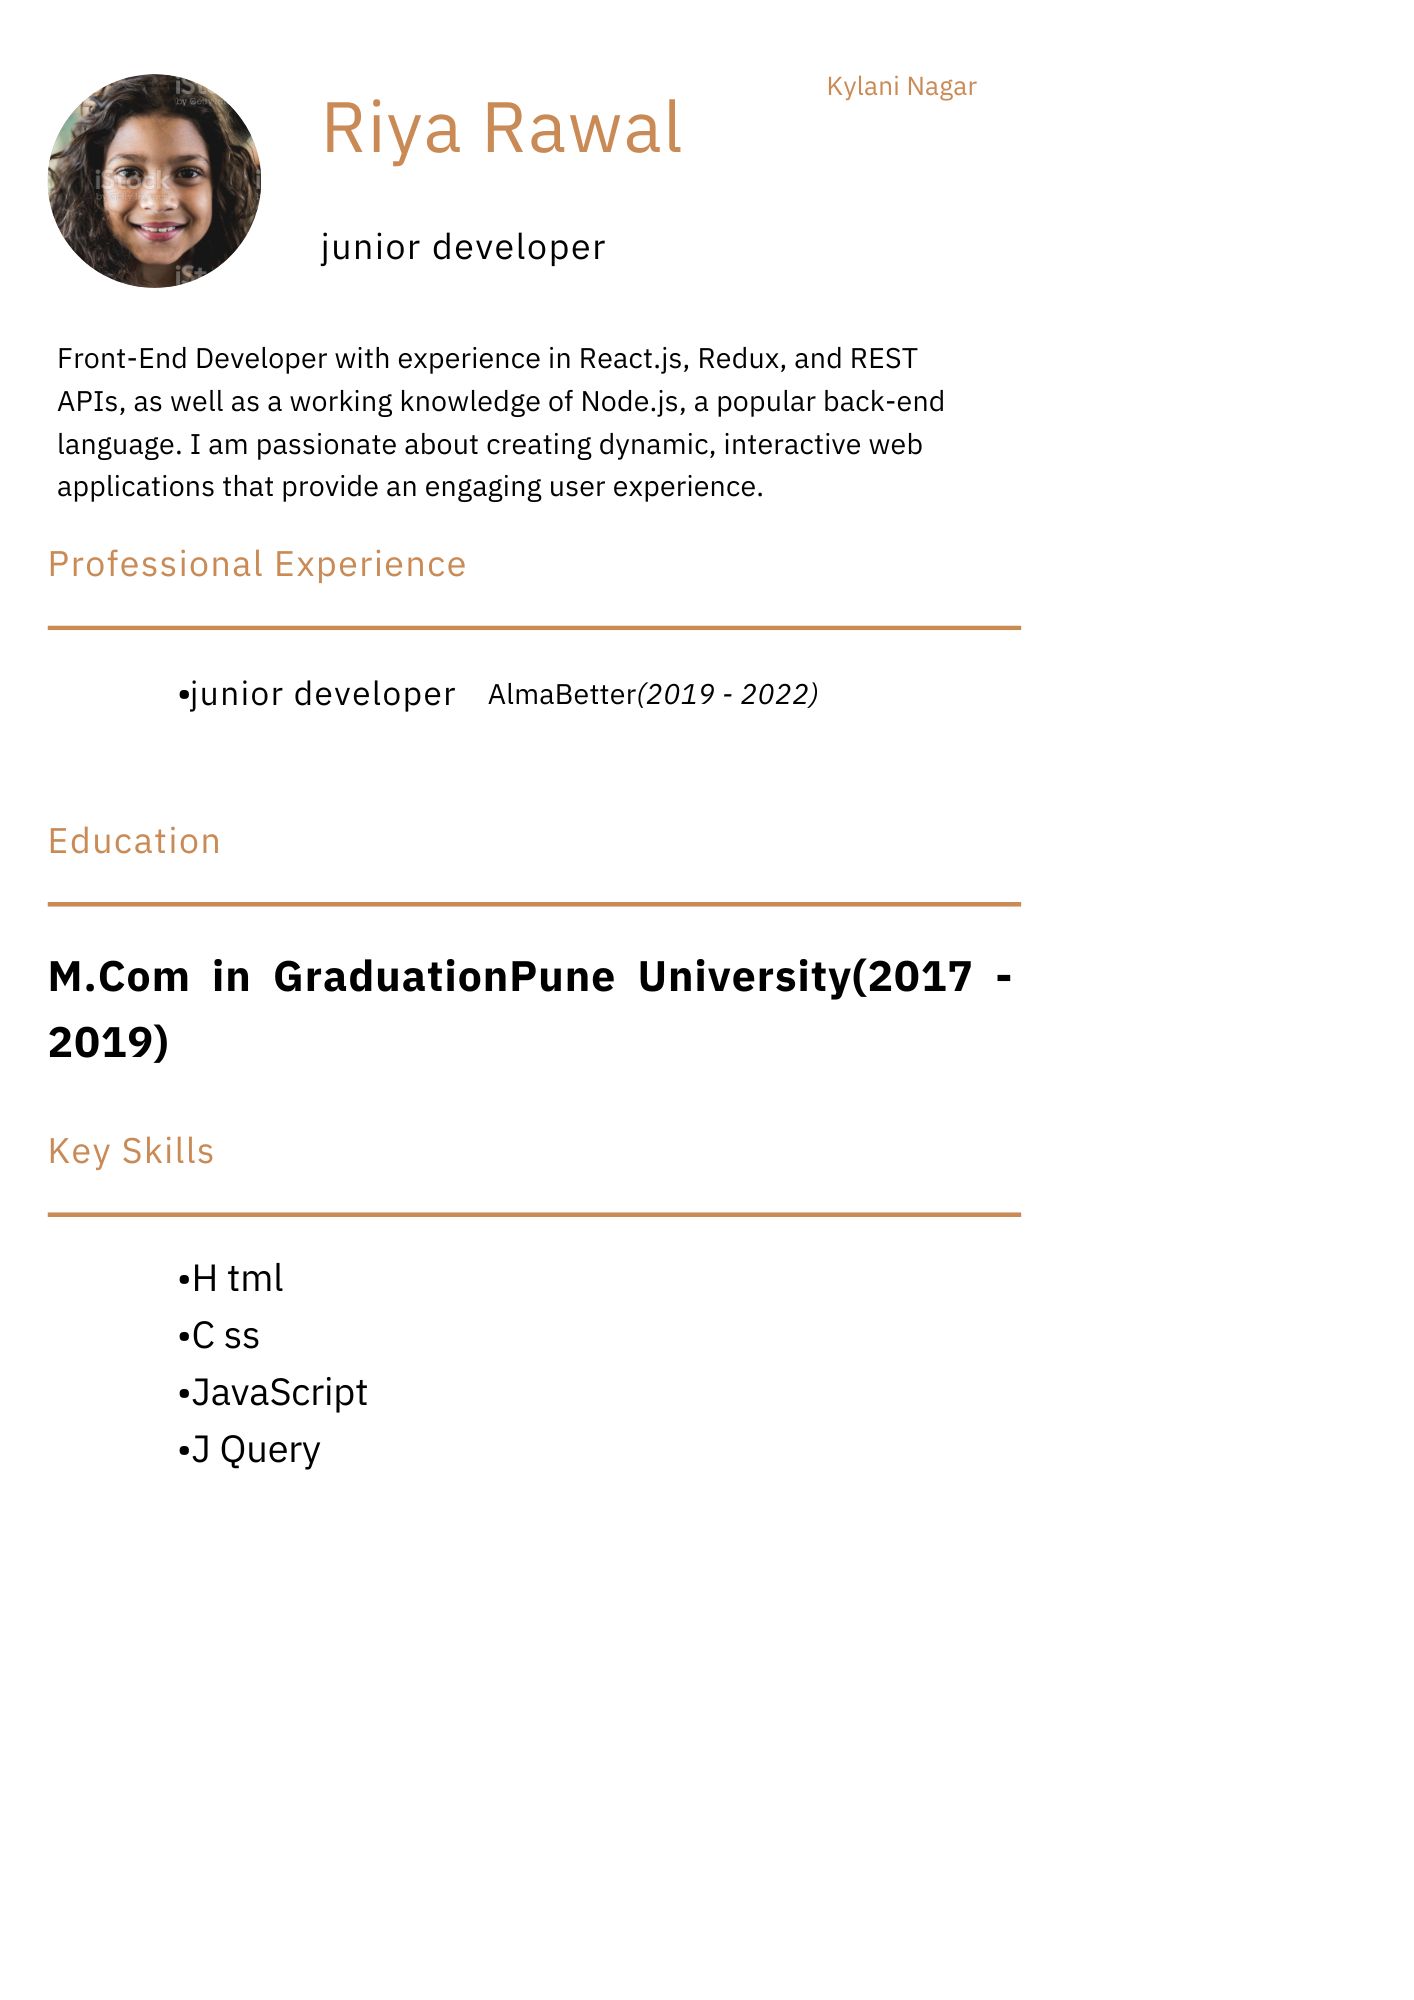 Riya Rawal
Kylani Nagar
junior developer
iStock
Front-End Developer with experience in React.js, Redux, and REST
APIs, as well as a working knowledge of Node.js, a popular back-end
language. I am passionate about creating dynamic, interactive web
applications that provide an engaging user experience.
Professional Experience
•junior developer AlmaBetter(2019 - 2022)
Education
M.Com in GraduationPune University(2017 -
2019)
Key Skills
•H tml
•C ss
•JavaScript
•J Query